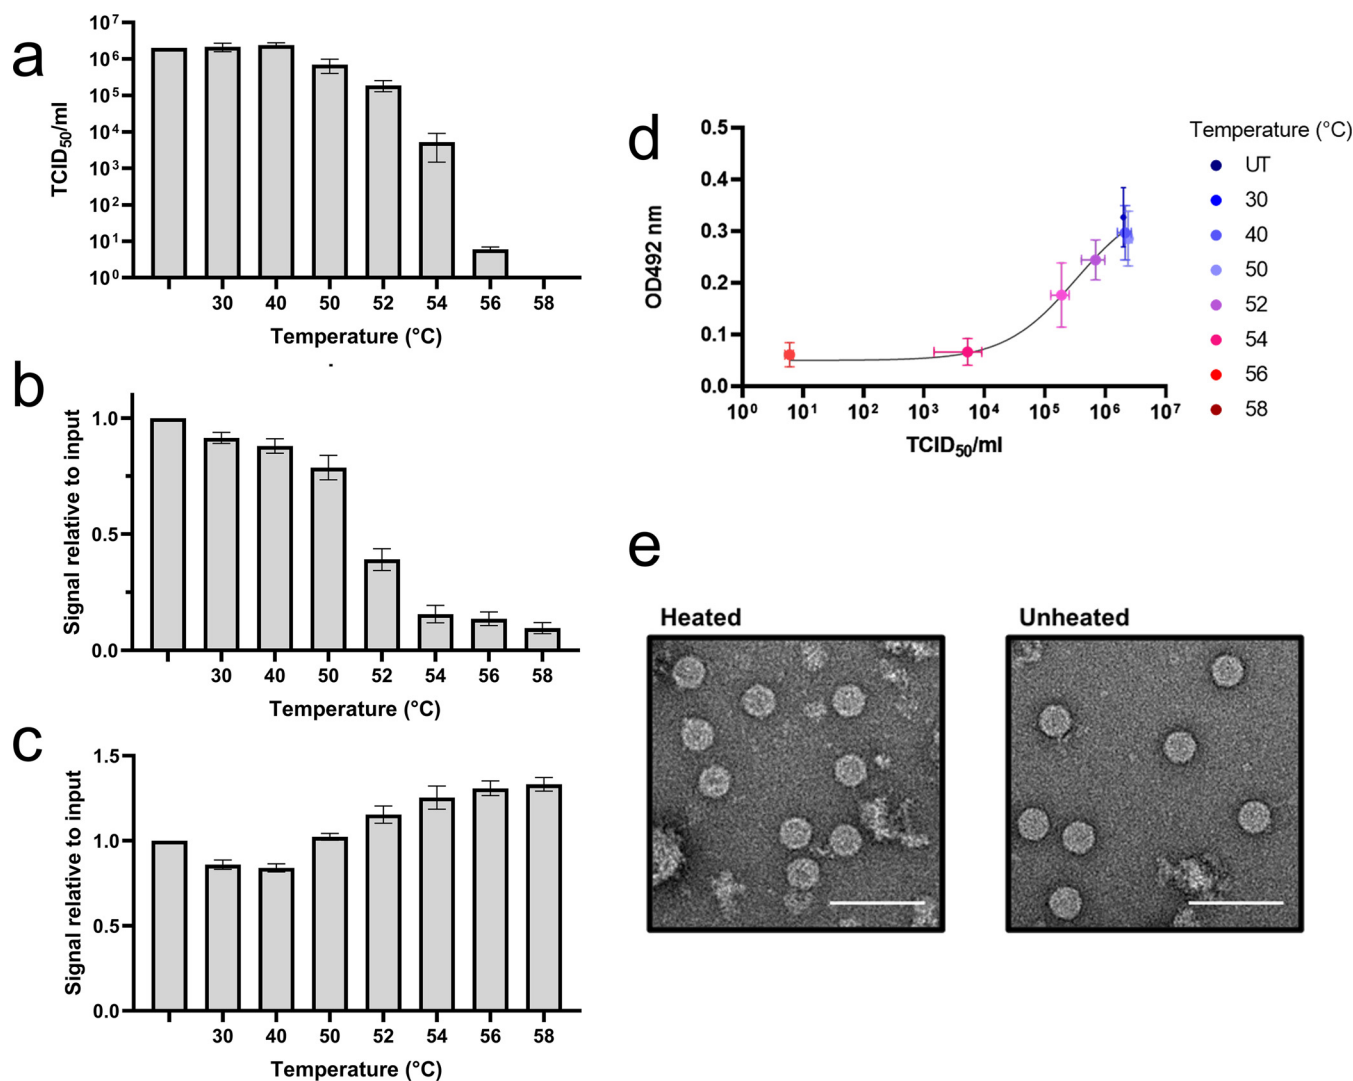 a
10⁷
10⁶
10⁵
10⁴
10³
10²
10¹
10⁰
TCID₅₀/ml
30 40 50 52 54 56 58
Temperature (°C)
b
1.0
0.5
0.0
Signal relative to input
30 40 50 52 54 56 58
Temperature (°C)
c
1.5
1.0
0.5
0.0
Signal relative to input
30 40 50 52 54 56 58
Temperature (°C)
d
0.5
0.4
0.3
0.2
0.1
0.0
OD492 nm
10⁰ 10¹ 10² 10³ 10⁴ 10⁵ 10⁶ 10⁷
TCID₅₀/ml
Temperature (°C)
UT
30
40
50
52
54
56
58
e
Heated
Unheated